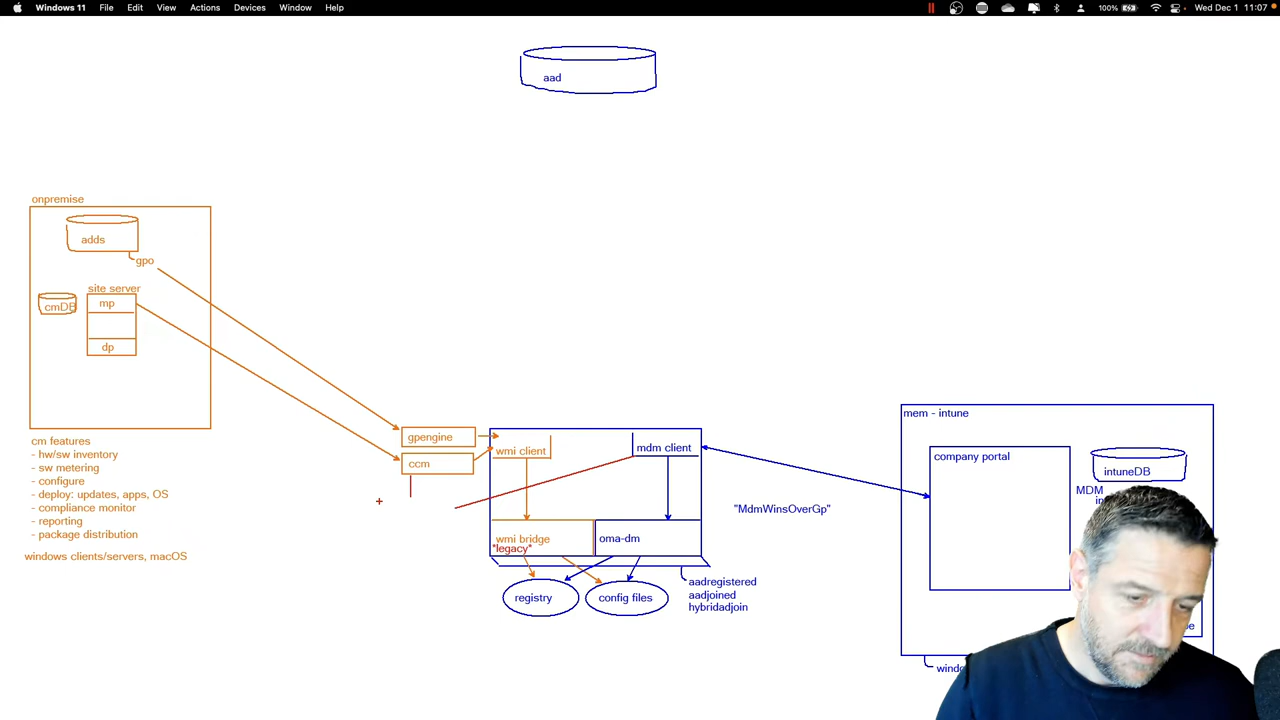 Windows 11 File Edit View Actions Devices Window Help 100% Wed Dec 1 11:07
aad
onpremise
adds
gpo
site server
cmDB
mp
dp
cm features
- hw/sw inventory
- sw metering
- configure
- deploy: updates, apps, OS
- compliance monitor
- reporting
- package distribution
windows clients/servers, macOS
gpengine
ccm
wmi client
mdm client
wmi bridge
*legacy*
oma-dm
registry
config files
aadregistered
aadjoined
hybridadjoin
"MdmWinsOverGp"
mem - intune
company portal
intuneDB
MDM